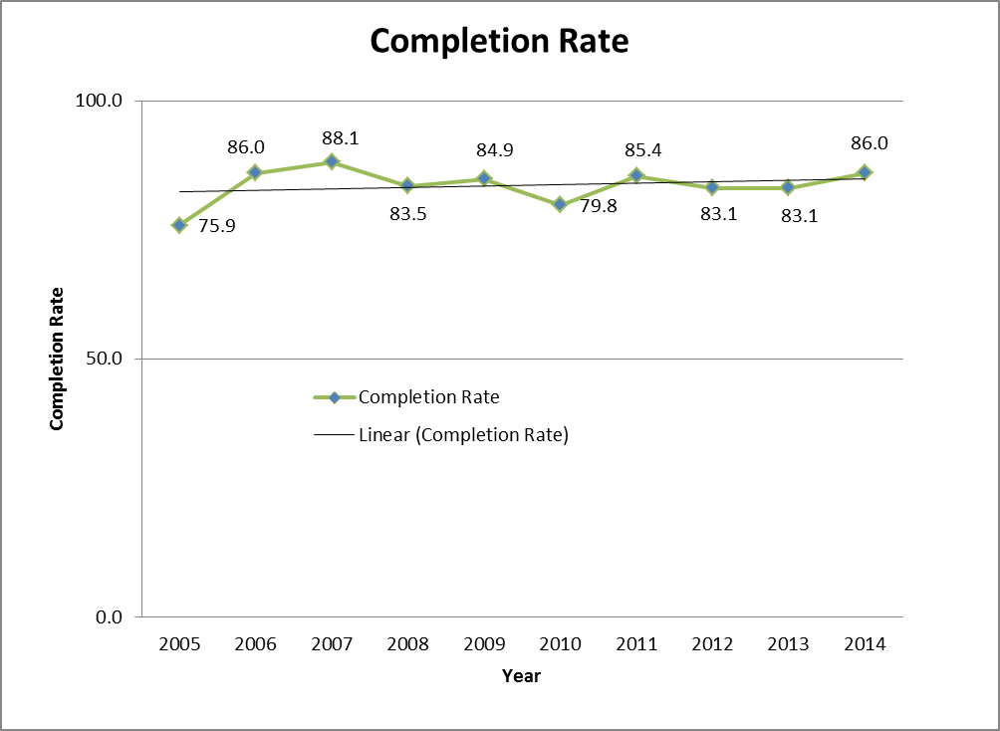 Completion Rate
100.0
86.0
88.1
84.9
85.4
86.0
75.9
83.5
79.8
83.1
83.1
Completion Rate
50.0
Completion Rate
Linear (Completion Rate)
0.0
2005 2006 2007 2008 2009 2010 2011 2012 2013 2014
Year